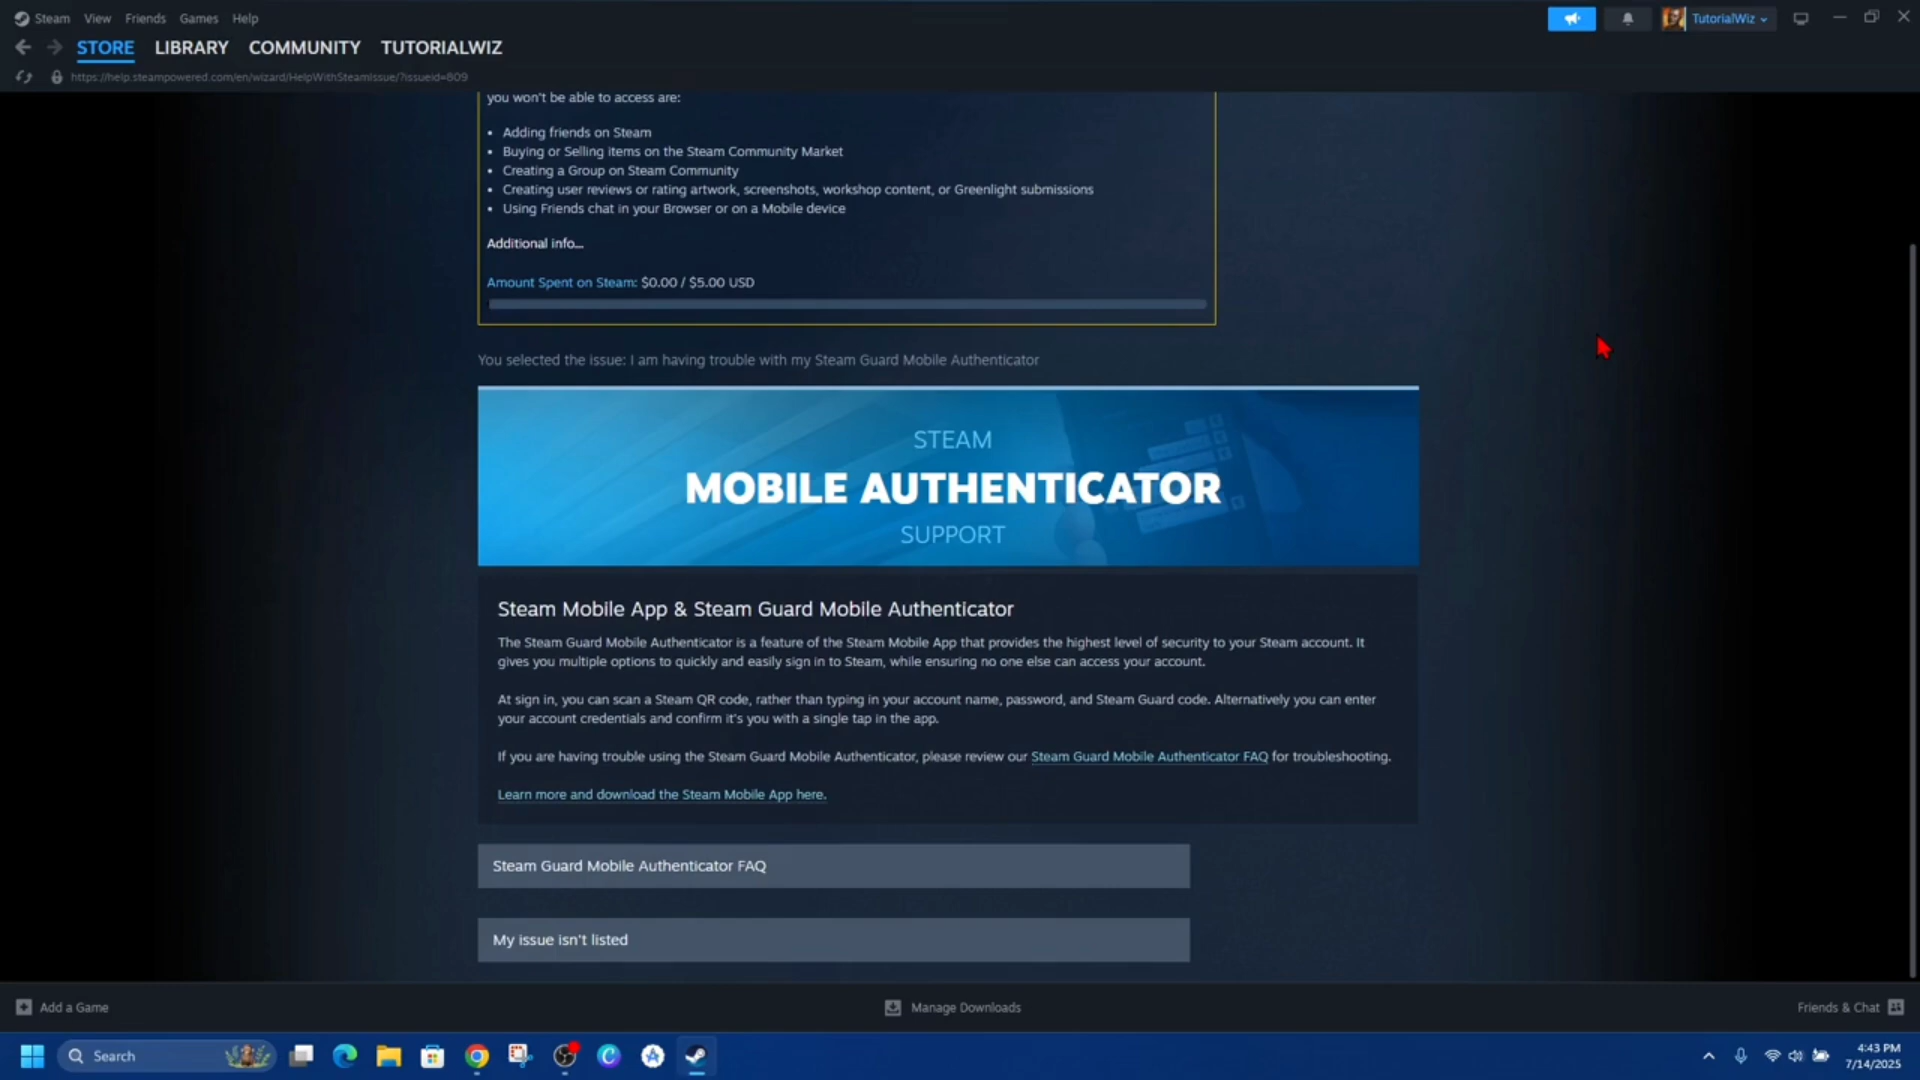 Steam View Friends Games Help
TutorialWiz
STORE LIBRARY COMMUNITY TUTORIALWIZ
https://help.steampowered.com/en/wizard/HelpWithSteamIssue/?issueid=809
you won't be able to access are:
• Adding friends on Steam
• Buying or Selling items on the Steam Community Market
• Creating a Group on Steam Community
• Creating user reviews or rating artwork, screenshots, workshop content, or Greenlight submissions
• Using Friends chat in your Browser or on a Mobile device
Additional info...
Amount Spent on Steam: $0.00 / $5.00 USD
You selected the issue: I am having trouble with my Steam Guard Mobile Authenticator
STEAM
MOBILE AUTHENTICATOR
SUPPORT
Steam Mobile App & Steam Guard Mobile Authenticator
The Steam Guard Mobile Authenticator is a feature of the Steam Mobile App that provides the highest level of security to your Steam account. It
gives you multiple options to quickly and easily sign in to Steam, while ensuring no one else can access your account.
At sign in, you can scan a Steam QR code, rather than typing in your account name, password, and Steam Guard code. Alternatively you can enter
your account credentials and confirm it's you with a single tap in the app.
If you are having trouble using the Steam Guard Mobile Authenticator, please review our Steam Guard Mobile Authenticator FAQ for troubleshooting.
Learn more and download the Steam Mobile App here.
Steam Guard Mobile Authenticator FAQ
My issue isn't listed
Add a Game
Manage Downloads
Friends & Chat
Search
4:43 PM
7/14/2025